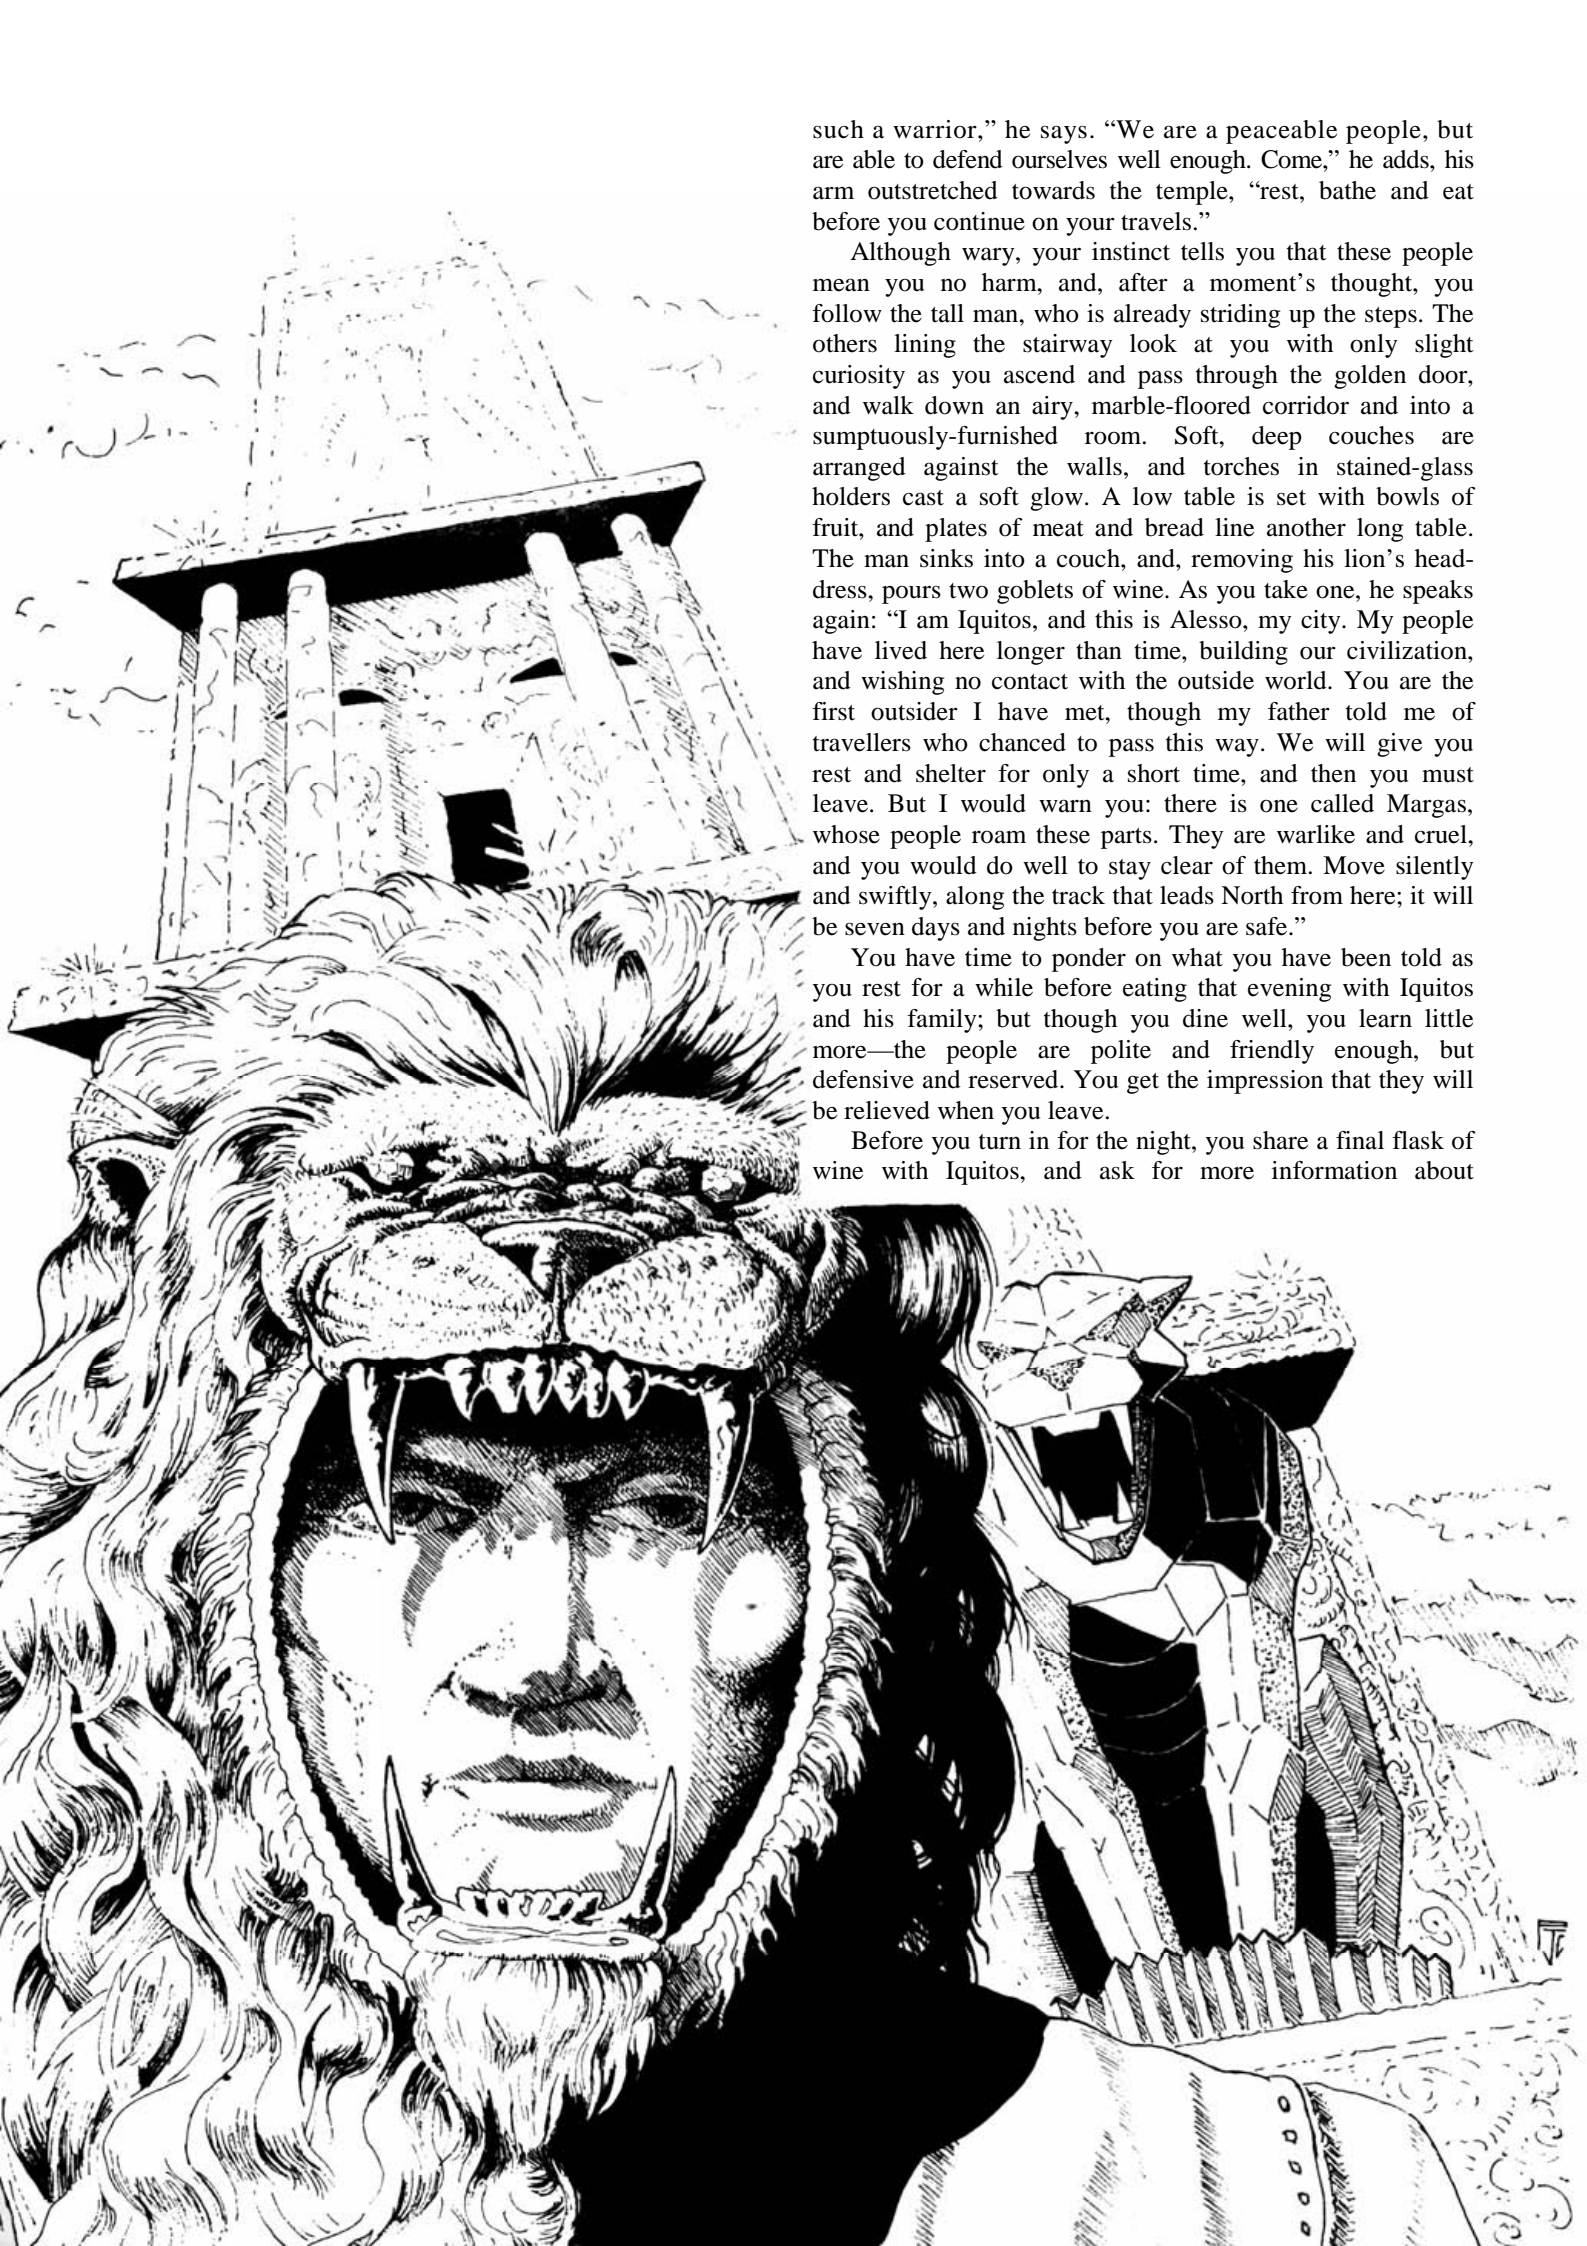 such a warrior,” he says. “We are a peaceable people, but
are able to defend ourselves well enough. Come,” he adds, his
arm outstretched towards the temple, “rest, bathe and eat
before you continue on your travels.”
Although wary, your instinct tells you that these people
mean you no harm, and, after a moment’s thought, you
follow the tall man, who is already striding up the steps. The
others lining the stairway look at you with only slight
curiosity as you ascend and pass through the golden door,
and walk down an airy, marble-floored corridor and into a
sumptuously-furnished room. Soft, deep couches are
arranged against the walls, and torches in stained-glass
holders cast a soft glow. A low table is set with bowls of
fruit, and plates of meat and bread line another long table.
The man sinks into a couch, and, removing his lion’s head-
dress, pours two goblets of wine. As you take one, he speaks
again: “I am Iquitos, and this is Alesso, my city. My people
have lived here longer than time, building our civilization,
and wishing no contact with the outside world. You are the
first outsider I have met, though my father told me of
travellers who chanced to pass this way. We will give you
rest and shelter for only a short time, and then you must
leave. But I would warn you: there is one called Margas,
whose people roam these parts. They are warlike and cruel,
and you would do well to stay clear of them. Move silently
and swiftly, along the track that leads North from here; it will
be seven days and nights before you are safe.”
You have time to ponder on what you have been told as
you rest for a while before eating that evening with Iquitos
and his family; but though you dine well, you learn little
more—the people are polite and friendly enough, but
defensive and reserved. You get the impression that they will
be relieved when you leave.
Before you turn in for the night, you share a final flask of
wine with Iquitos, and ask for more information about